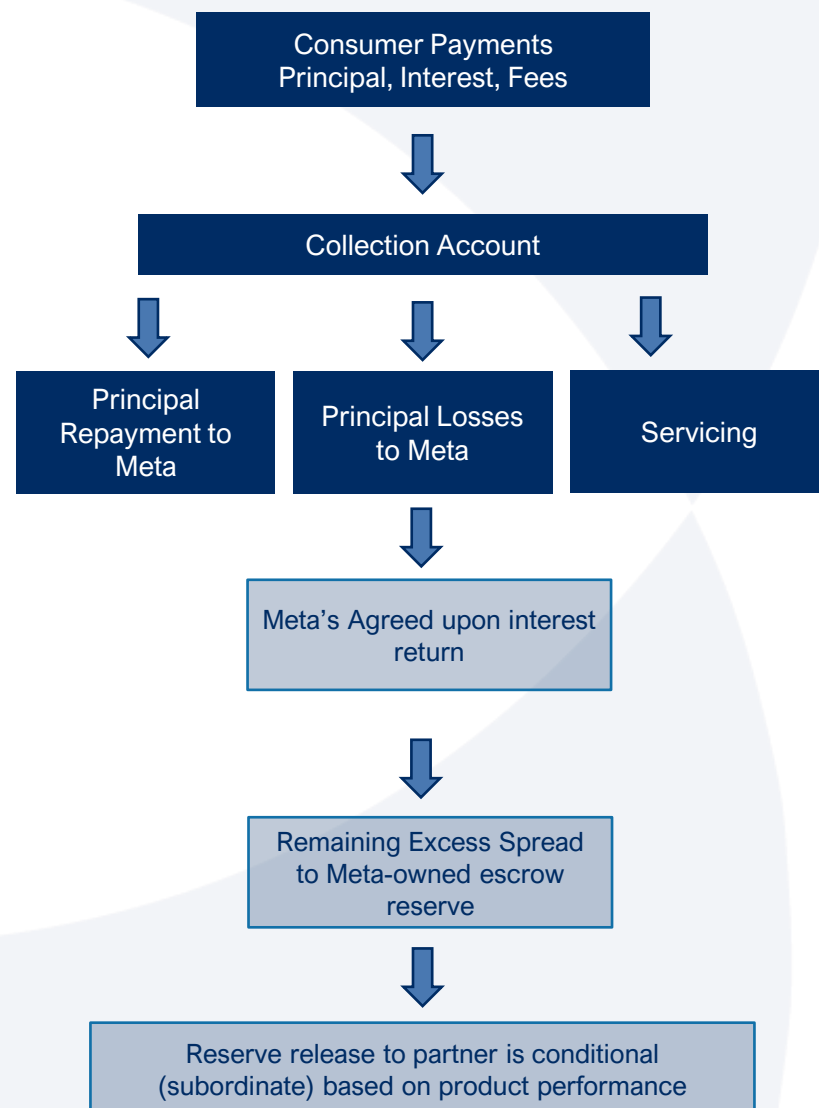 Consumer Payments
Principal, Interest, Fees
Collection Account
Principal
Repayment to
Meta
Principal Losses
to Meta
Servicing
Meta’s Agreed upon interest
return
Remaining Excess Spread
to Meta-owned escrow
reserve
Reserve release to partner is conditional
(subordinate) based on product performance